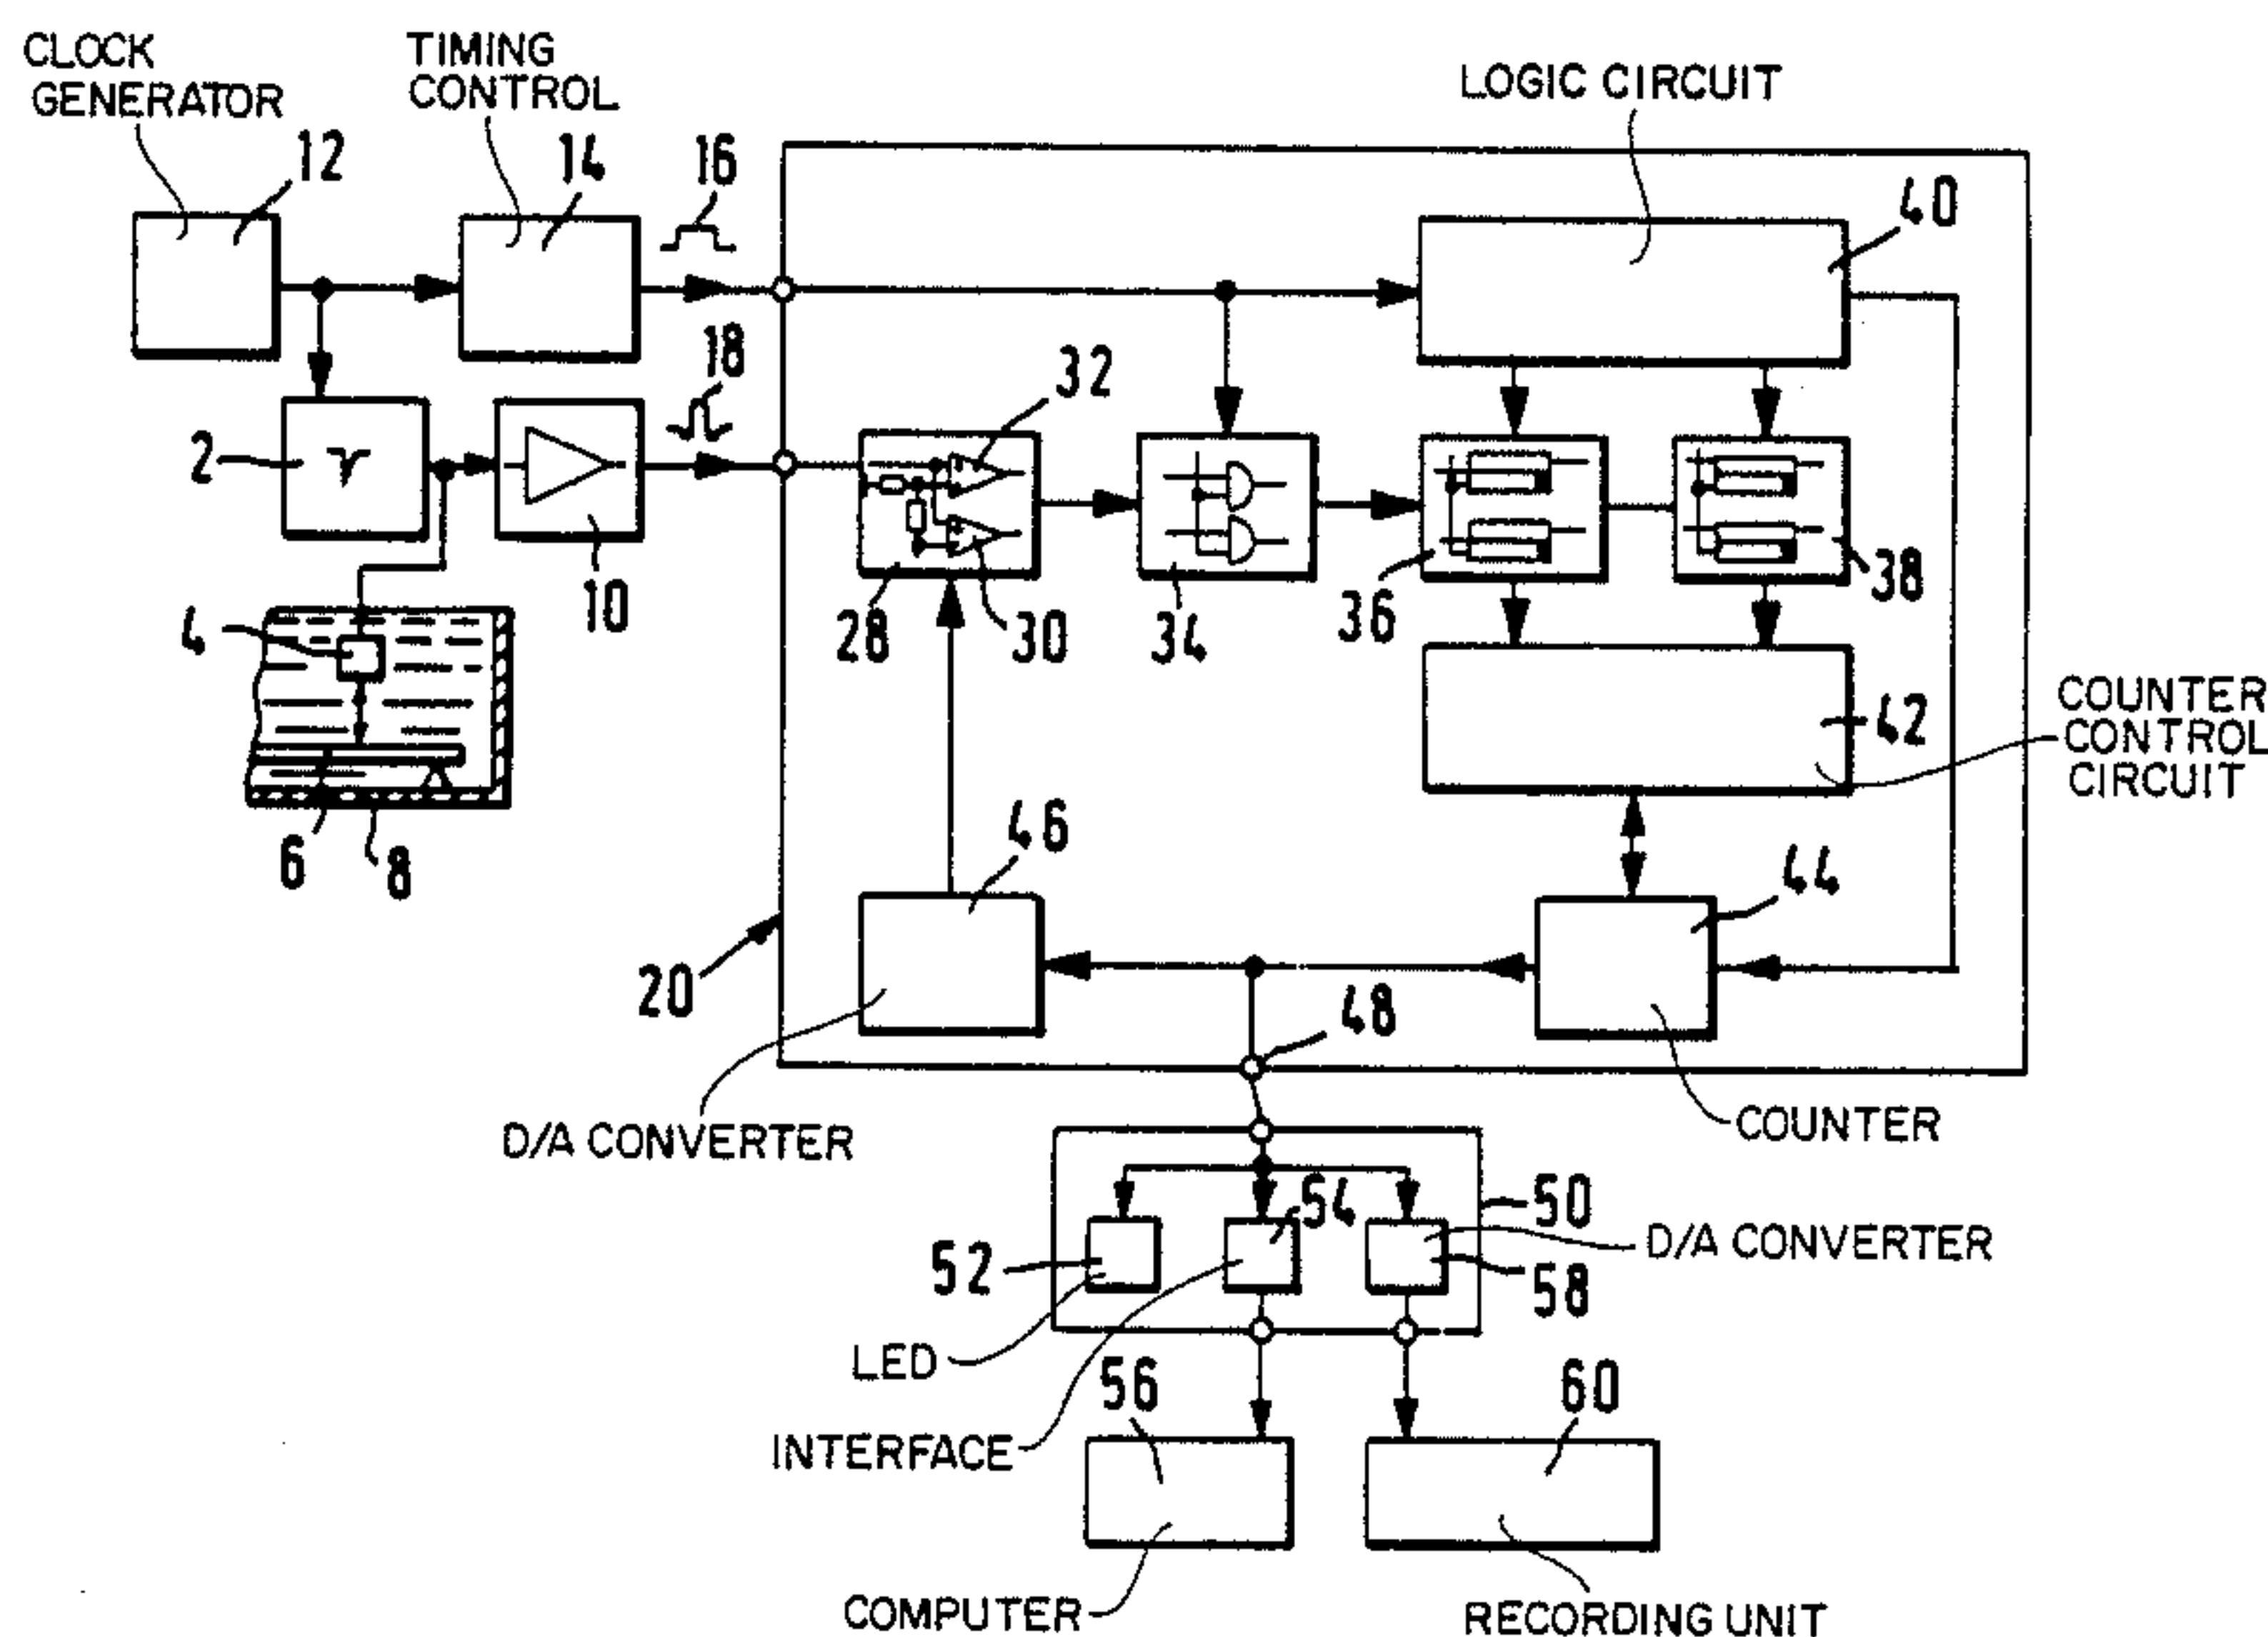 CLOCK
GENERATOR
TIMING
CONTROL
LOGIC CIRCUIT
12
14
16
40
18
32
2
10
28
30
34
36
38
4
6
8
42
COUNTER
CONTROL
CIRCUIT
46
44
20
48
D/A CONVERTER
COUNTER
54
50
52
D/A CONVERTER
58
LED
56
60
INTERFACE
COMPUTER
RECORDING UNIT